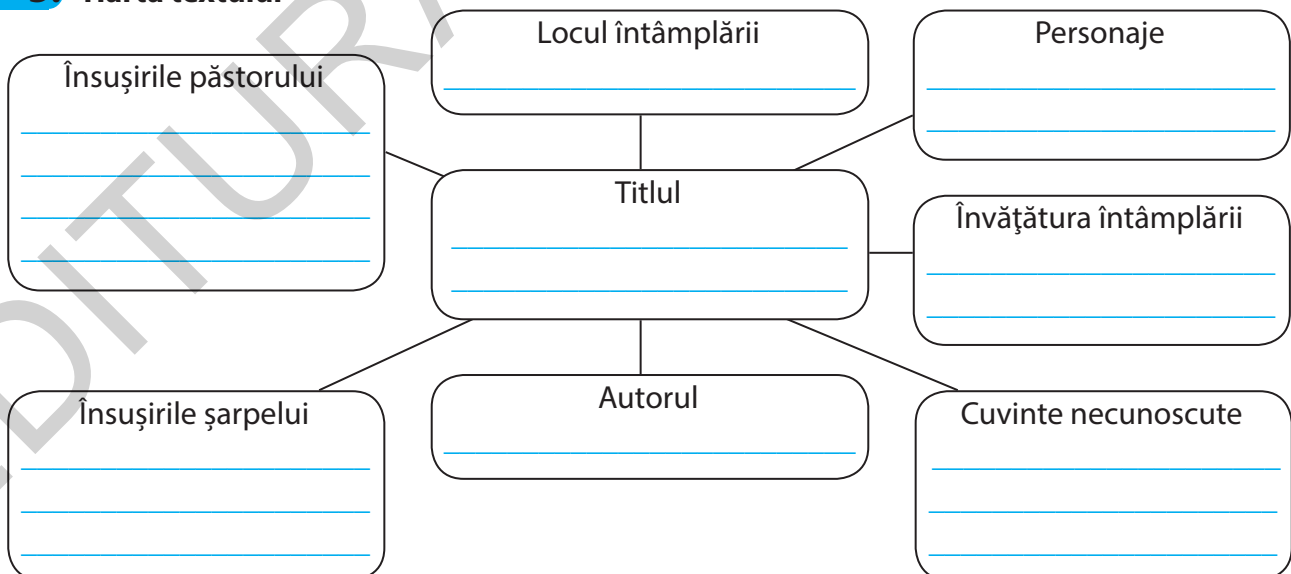 Harta textului
Locul întâmplării
Personaje
Însușirile păstorului
Titlul
Învăţătura întâmplării
Autorul
Însușirile șarpelui
Cuvinte necunoscute